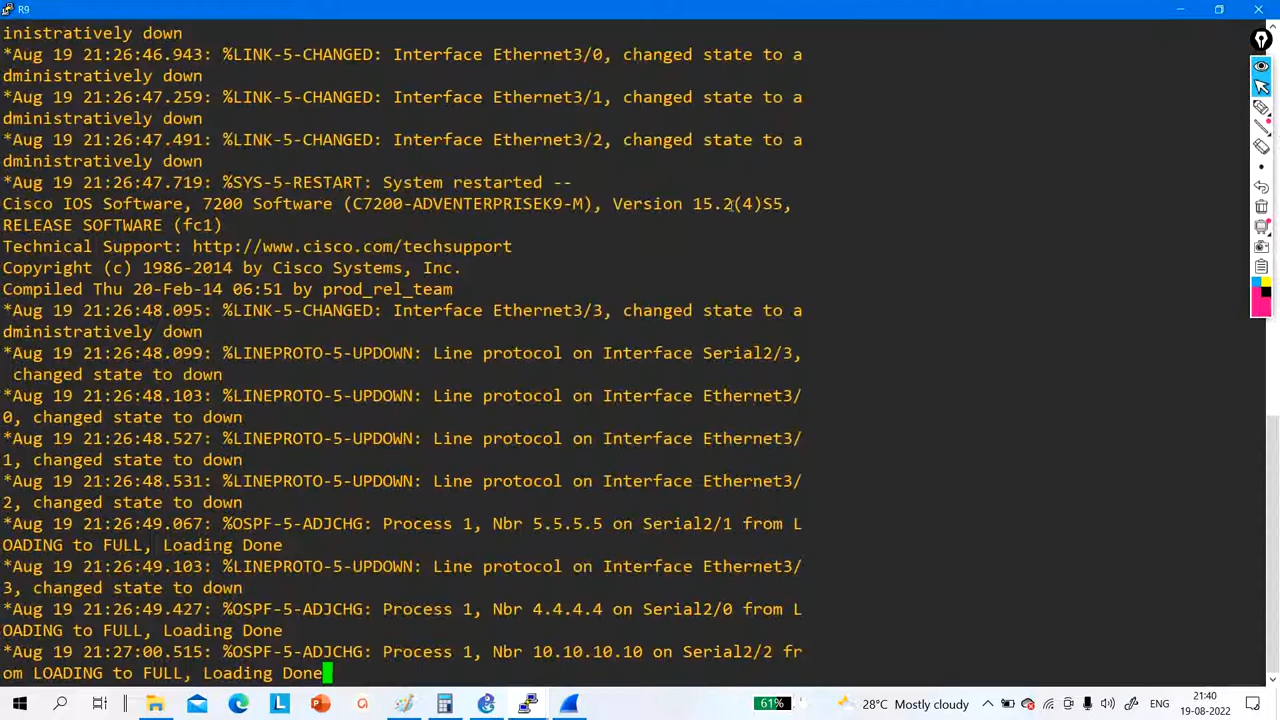 R9
inistratively down
*Aug 19 21:26:46.943: %LINK-5-CHANGED: Interface Ethernet3/0, changed state to a
dministratively down
*Aug 19 21:26:47.259: %LINK-5-CHANGED: Interface Ethernet3/1, changed state to a
dministratively down
*Aug 19 21:26:47.491: %LINK-5-CHANGED: Interface Ethernet3/2, changed state to a
dministratively down
*Aug 19 21:26:47.719: %SYS-5-RESTART: System restarted --
Cisco IOS Software, 7200 Software (C7200-ADVENTERPRISEK9-M), Version 15.2(4)S5,
RELEASE SOFTWARE (fc1)
Technical Support: http://www.cisco.com/techsupport
Copyright (c) 1986-2014 by Cisco Systems, Inc.
Compiled Thu 20-Feb-14 06:51 by prod_rel_team
*Aug 19 21:26:48.095: %LINK-5-CHANGED: Interface Ethernet3/3, changed state to a
dministratively down
*Aug 19 21:26:48.099: %LINEPROTO-5-UPDOWN: Line protocol on Interface Serial2/3,
changed state to down
*Aug 19 21:26:48.103: %LINEPROTO-5-UPDOWN: Line protocol on Interface Ethernet3/
0, changed state to down
*Aug 19 21:26:48.527: %LINEPROTO-5-UPDOWN: Line protocol on Interface Ethernet3/
1, changed state to down
*Aug 19 21:26:48.531: %LINEPROTO-5-UPDOWN: Line protocol on Interface Ethernet3/
2, changed state to down
*Aug 19 21:26:49.067: %OSPF-5-ADJCHG: Process 1, Nbr 5.5.5.5 on Serial2/1 from L
OADING to FULL, Loading Done
*Aug 19 21:26:49.103: %LINEPROTO-5-UPDOWN: Line protocol on Interface Ethernet3/
3, changed state to down
*Aug 19 21:26:49.427: %OSPF-5-ADJCHG: Process 1, Nbr 4.4.4.4 on Serial2/0 from L
OADING to FULL, Loading Done
*Aug 19 21:27:00.515: %OSPF-5-ADJCHG: Process 1, Nbr 10.10.10.10 on Serial2/2 fr
om LOADING to FULL, Loading Done
61%
28°C Mostly cloudy
ENG
21:40
19-08-2022